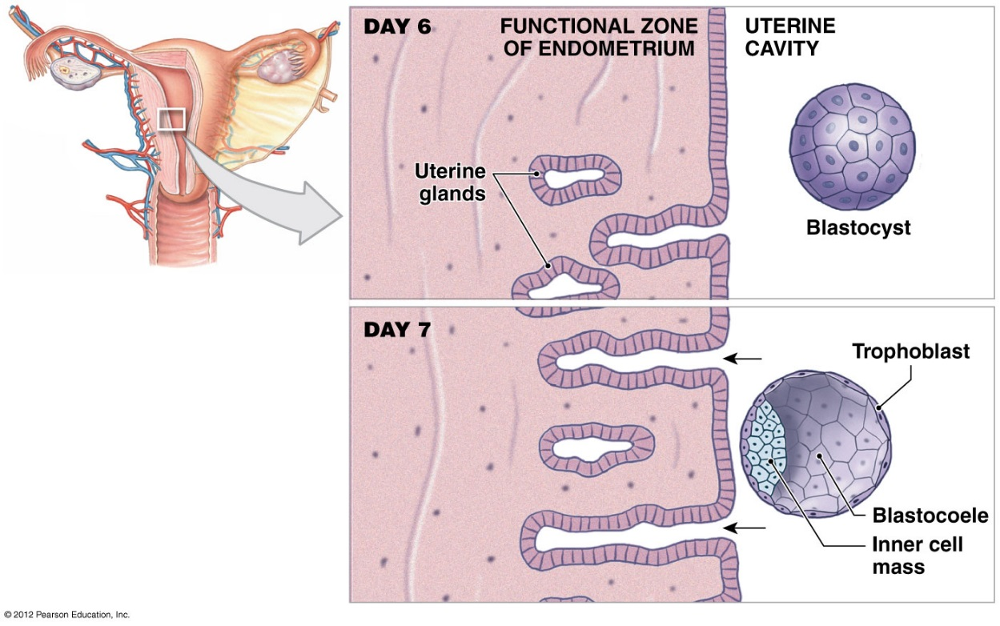 DAY 6
FUNCTIONAL ZONE
OF ENDOMETRIUM
UTERINE
CAVITY
Uterine
glands
Blastocyst
DAY 7
Trophoblast
Blastocoele
Inner cell
mass
© 2012 Pearson Education, Inc.